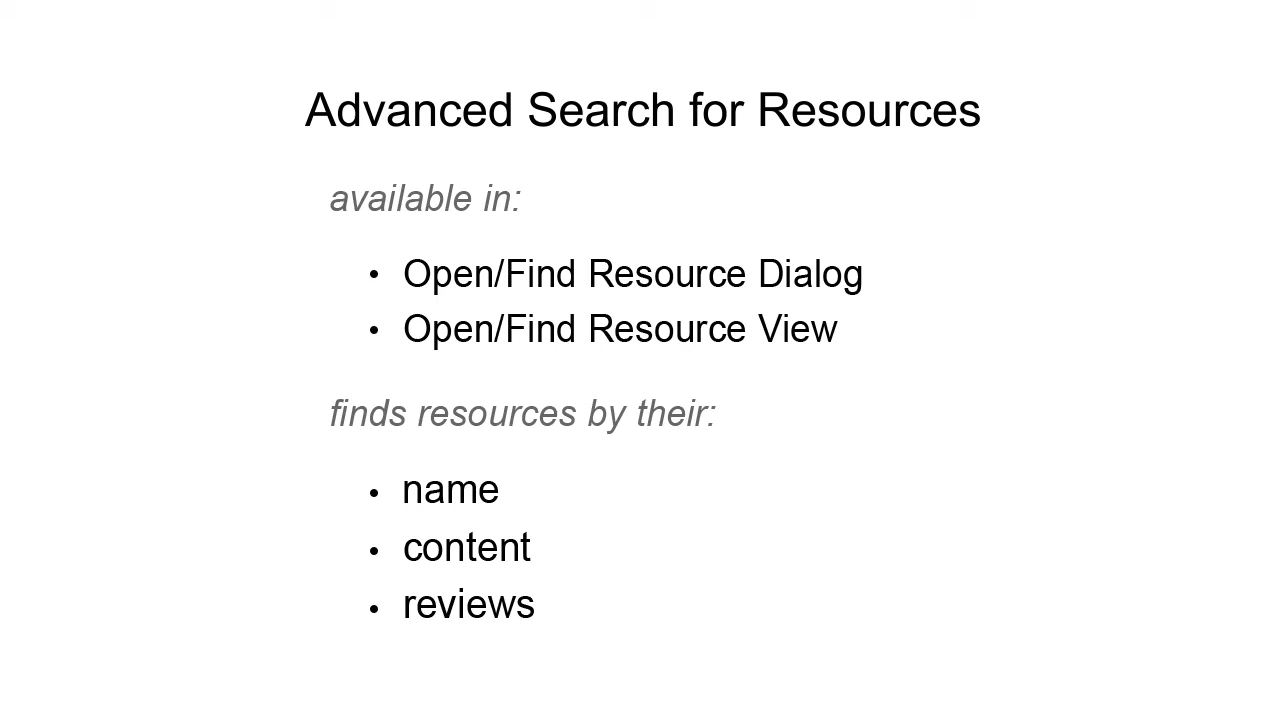 Advanced Search for Resources
available in:
• Open/Find Resource Dialog
• Open/Find Resource View
finds resources by their:
• name
• content
• reviews